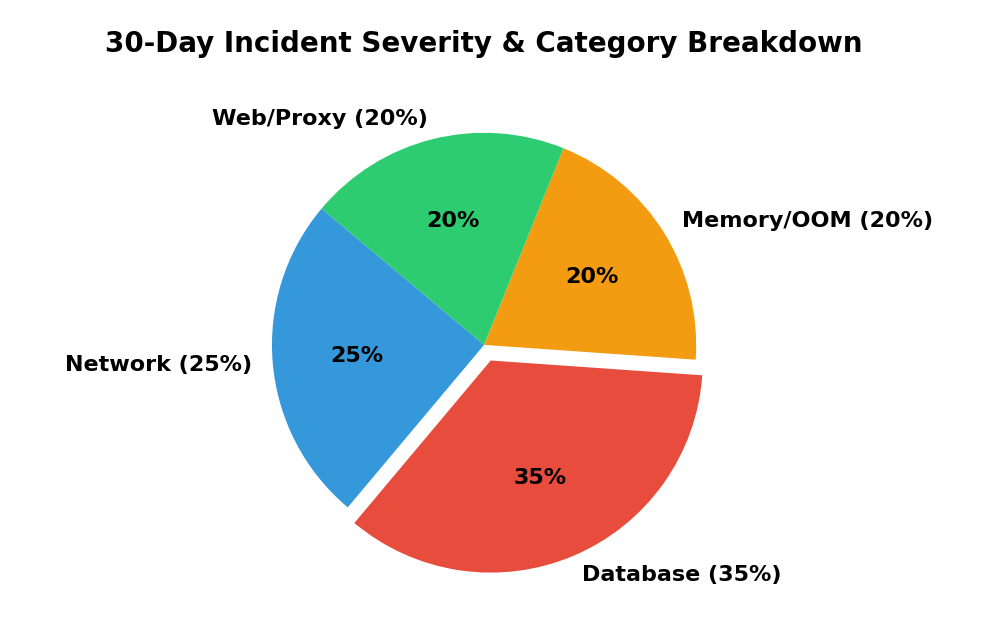 30-Day Incident Severity & Category Breakdown
Web/Proxy (20%)
20%
Memory/OOM (20%)
20%
Network (25%)
25%
35%
Database (35%)